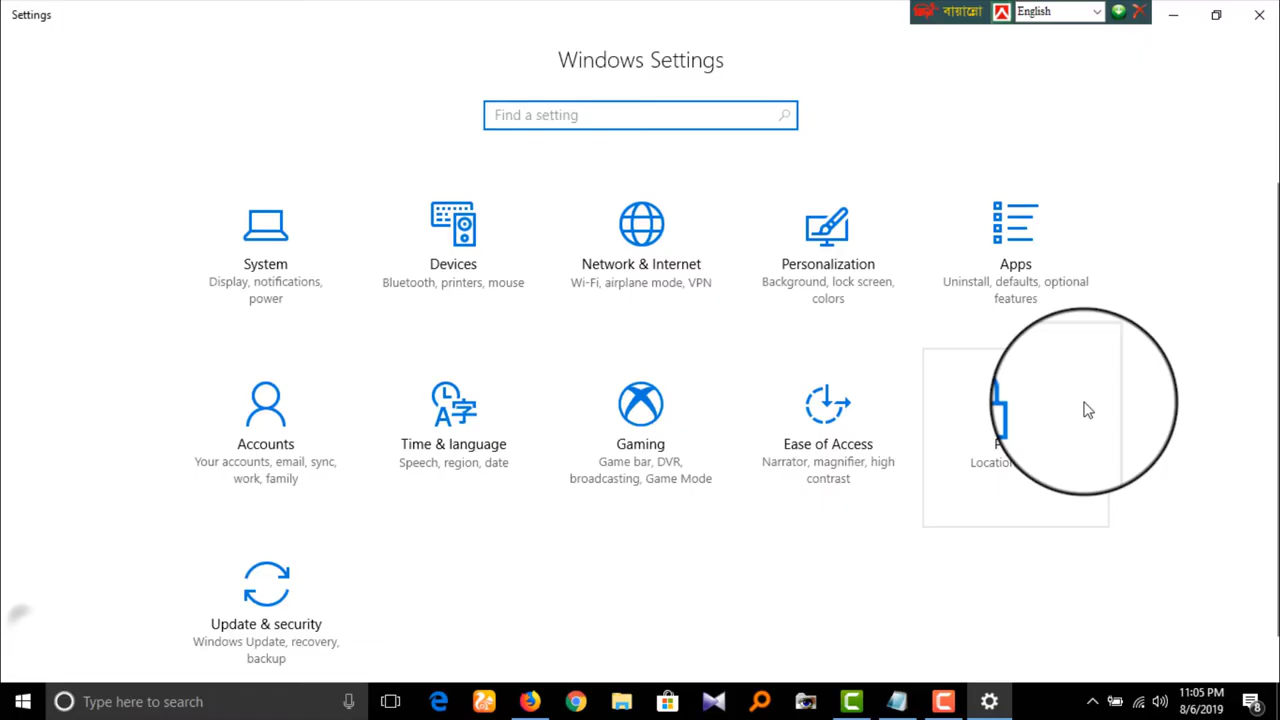 Settings
বায়ান্নো
English
Windows Settings
Find a setting
System
Display, notifications,
power
Devices
Bluetooth, printers, mouse
Network & Internet
Wi-Fi, airplane mode, VPN
Personalization
Background, lock screen,
colors
Apps
Uninstall, defaults, optional
features
Accounts
Your accounts, email, sync,
work, family
Time & language
Speech, region, date
Gaming
Game bar, DVR,
broadcasting, Game Mode
Ease of Access
Narrator, magnifier, high
contrast
Location
Update & security
Windows Update, recovery,
backup
Type here to search
11:05 PM
8/6/2019
8